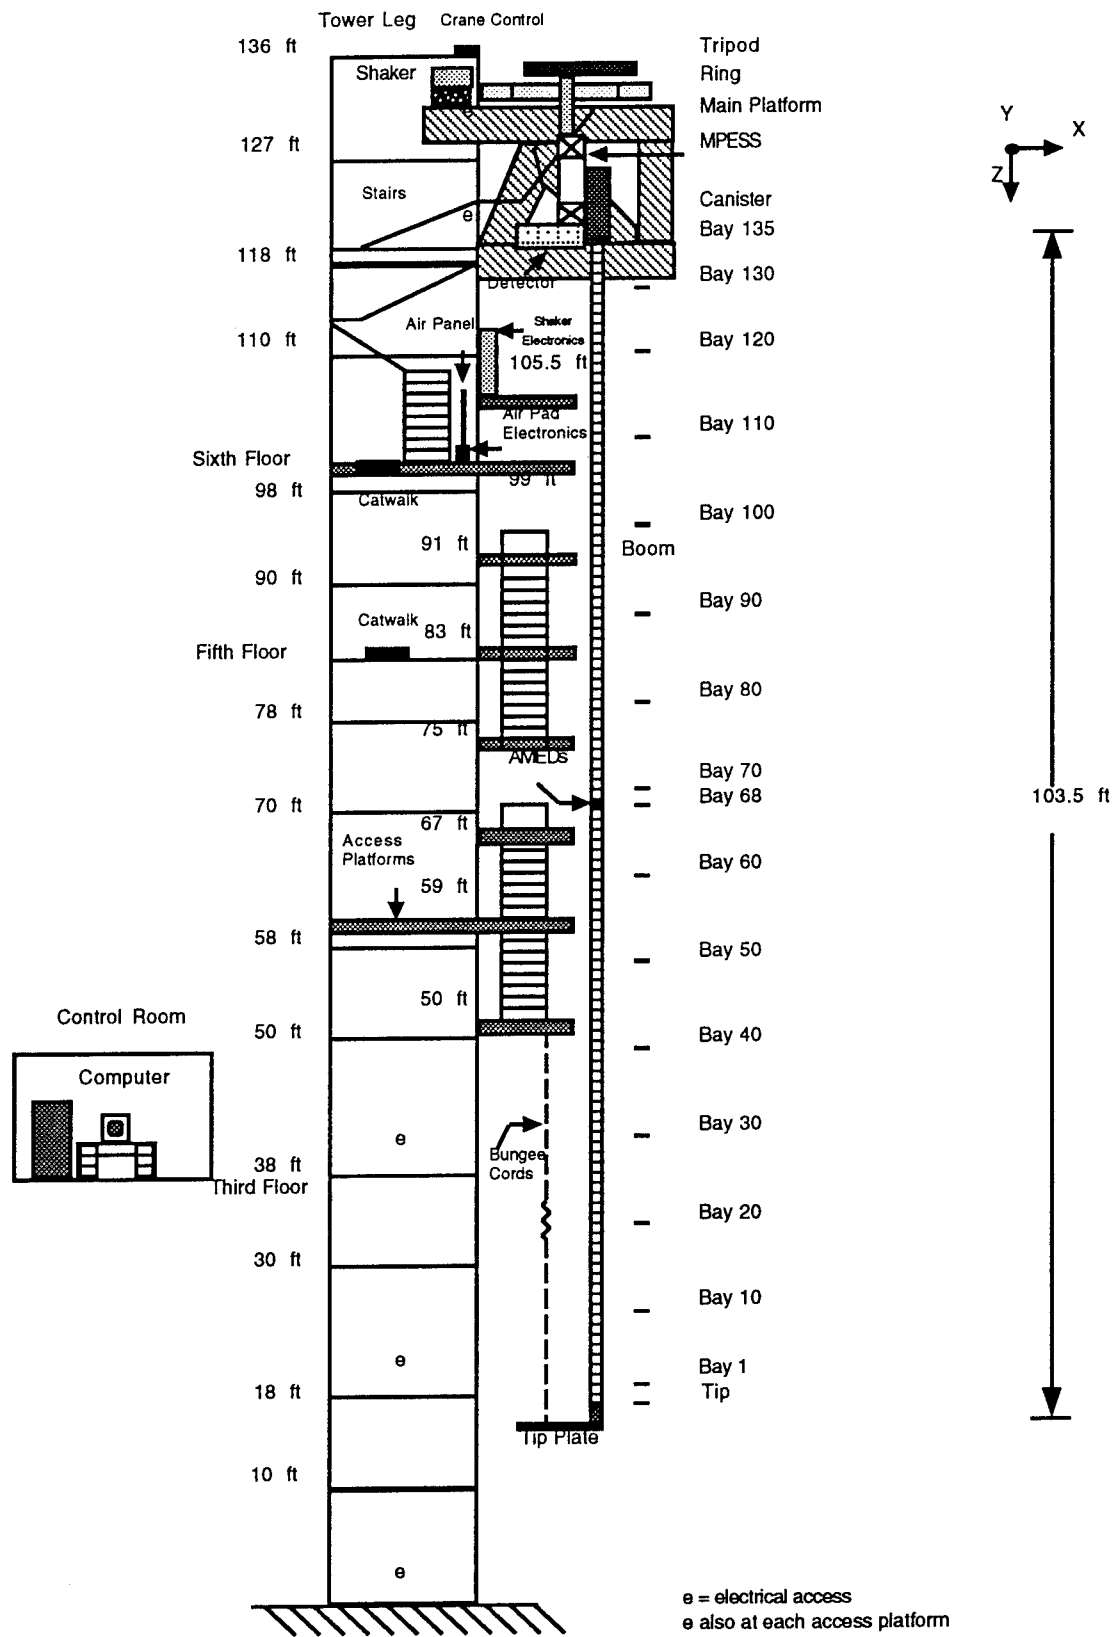 Tower Leg Crane Control
136 ft
Tripod
Shaker
Ring
Main Platform
e
Y
X
127 ft
MPESS
Z
Stairs
Canister
e
Bay 135
118 ft
Bay 130
Detector
Air Panel
Shaker
Electronics
110 ft
Bay 120
105.5 ft
Air Pad
Electronics
Bay 110
Sixth Floor
99 ft
98 ft
Catwalk
Bay 100
91 ft
Boom
90 ft
Bay 90
Catwalk
83 ft
Fifth Floor
Bay 80
78 ft
75 ft
AMEDs
Bay 70
Bay 68
103.5 ft
70 ft
67 ft
Access
Platforms
Bay 60
59 ft
58 ft
Bay 50
50 ft
Control Room
50 ft
Bay 40
Computer
Bay 30
e
Bungee
Cords
38 ft
Third Floor
Bay 20
30 ft
Bay 10
e
Bay 1
18 ft
Tip
Tip Plate
10 ft
e
e = electrical access
e also at each access platform